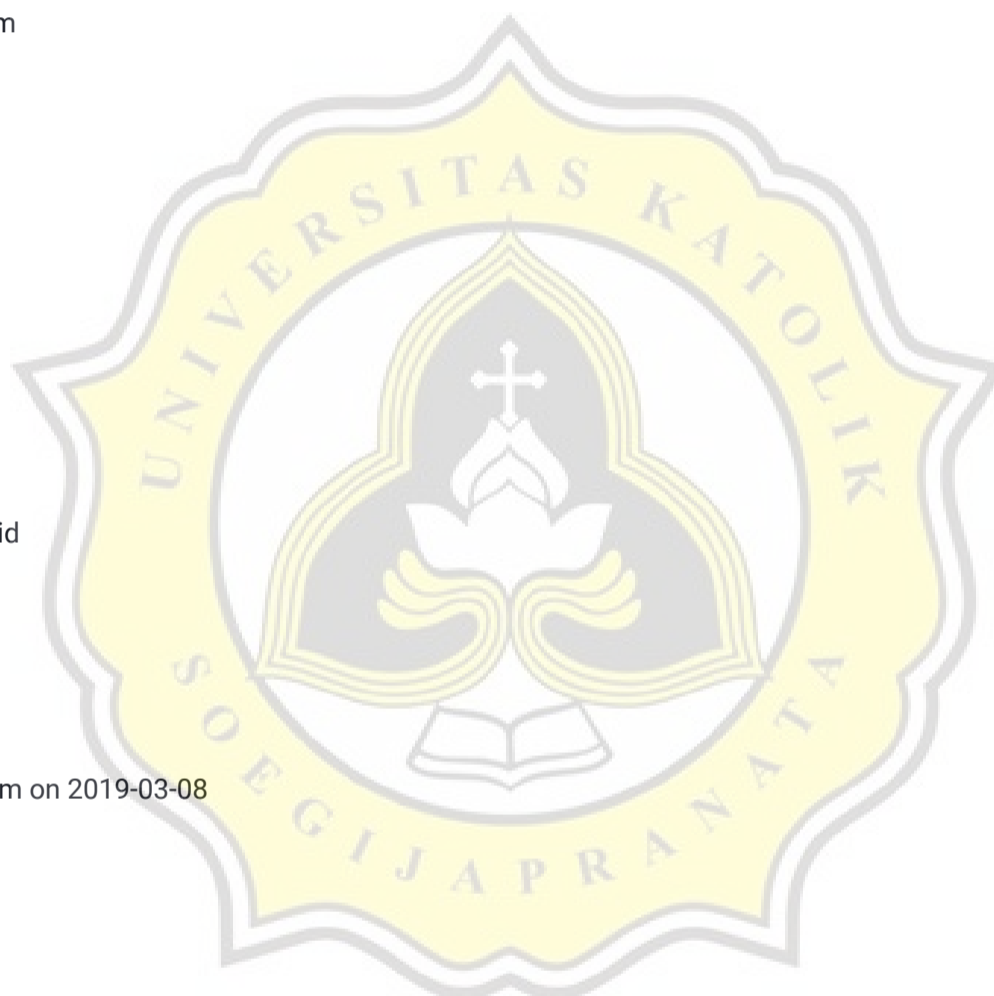 m
UNIVERSITAS KATOLIK
id
m on 2019-03-08
SOEGIJAPRANATA